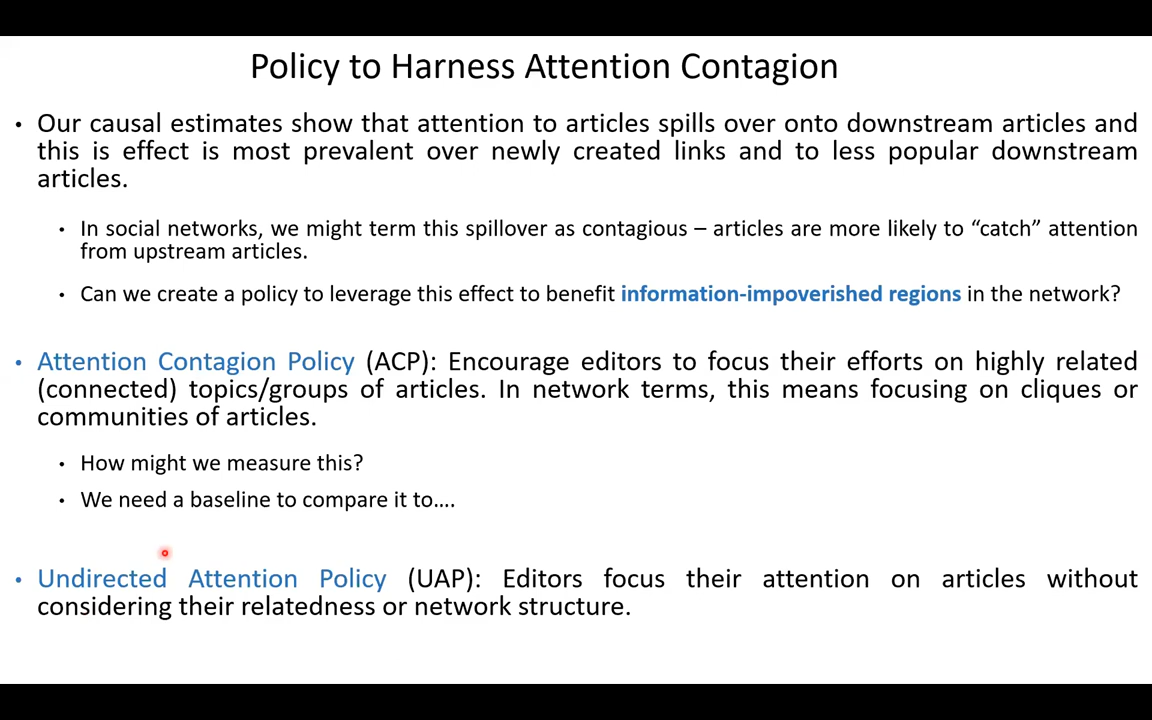 Policy to Harness Attention Contagion
• Our causal estimates show that attention to articles spills over onto downstream articles and
this is effect is most prevalent over newly created links and to less popular downstream
articles.
• In social networks, we might term this spillover as contagious – articles are more likely to “catch” attention
from upstream articles.
• Can we create a policy to leverage this effect to benefit information-impoverished regions in the network?
• Attention Contagion Policy (ACP): Encourage editors to focus their efforts on highly related
(connected) topics/groups of articles. In network terms, this means focusing on cliques or
communities of articles.
• How might we measure this?
• We need a baseline to compare it to….
• Undirected Attention Policy (UAP): Editors focus their attention on articles without
considering their relatedness or network structure.